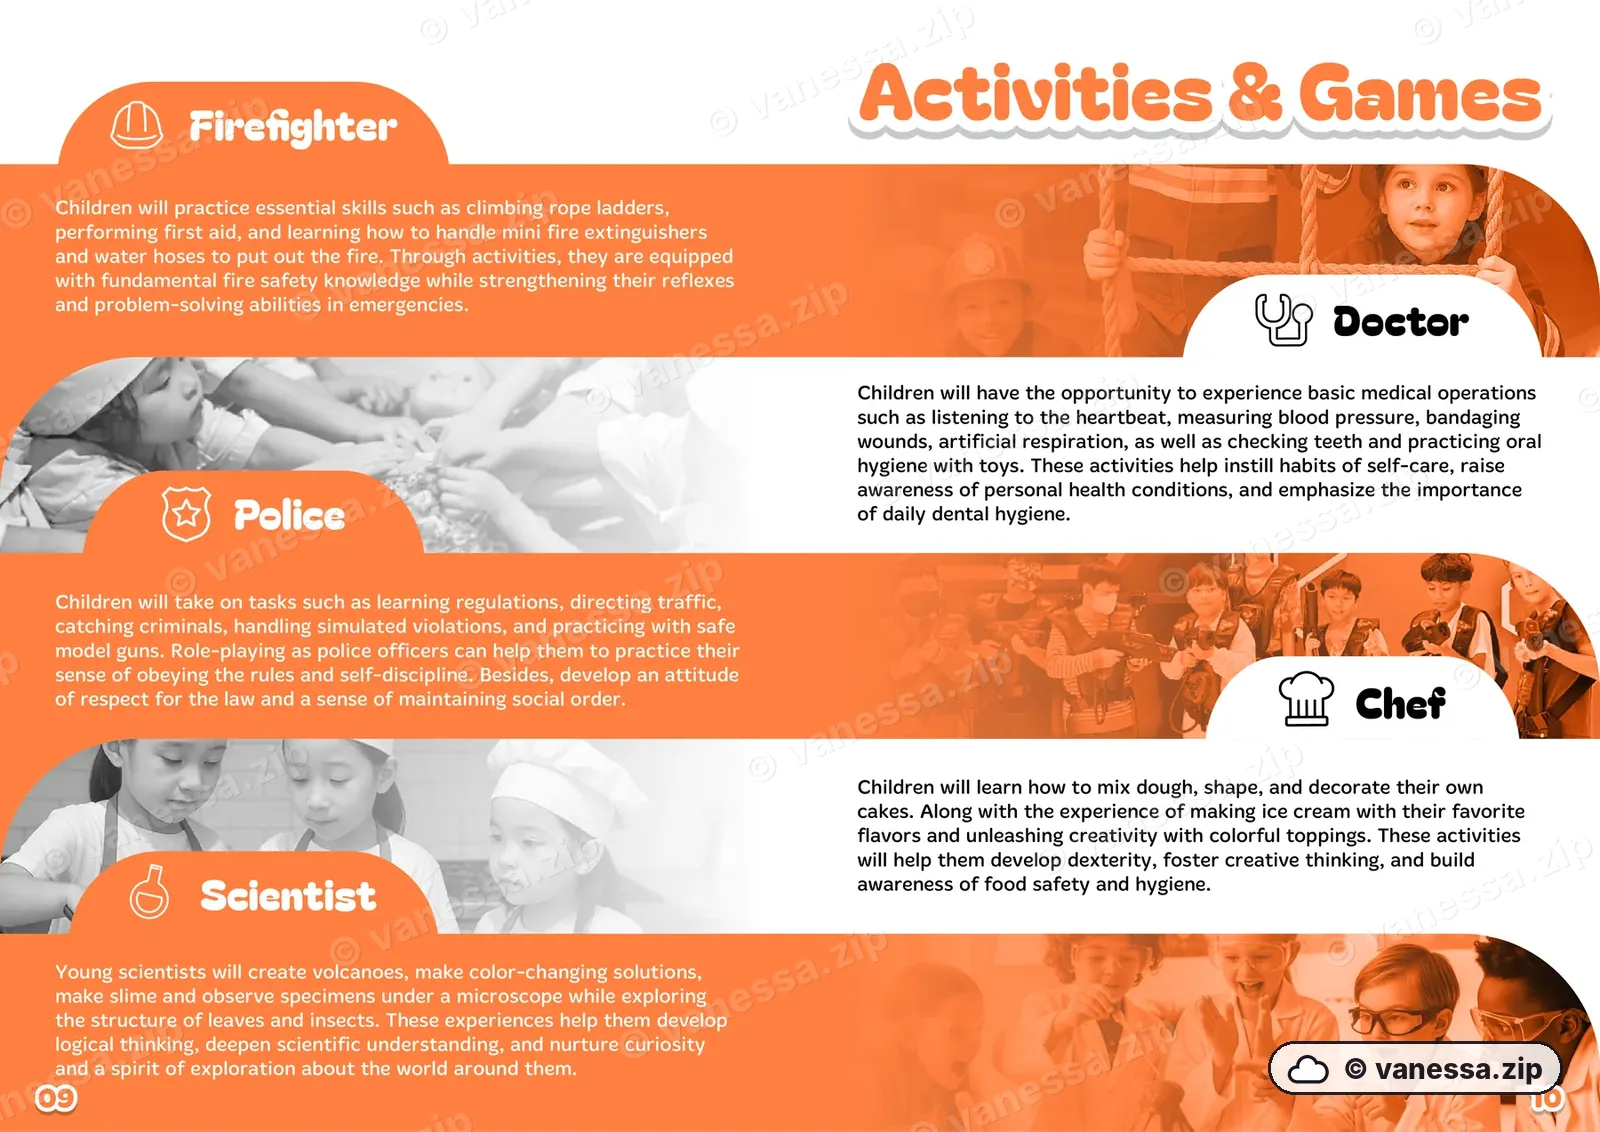 Activities & Games
Firefighter
Children will practice essential skills such as climbing rope ladders,
performing first aid, and learning how to handle mini fire extinguishers
and water hoses to put out the fire. Through activities, they are equipped
with fundamental fire safety knowledge while strengthening their reflexes
and problem-solving abilities in emergencies.
Doctor
Children will have the opportunity to experience basic medical operations
such as listening to the heartbeat, measuring blood pressure, bandaging
wounds, artificial respiration, as well as checking teeth and practicing oral
hygiene with toys. These activities help instill habits of self-care, raise
awareness of personal health conditions, and emphasize the importance
of daily dental hygiene.
Police
Children will take on tasks such as learning regulations, directing traffic,
catching criminals, handling simulated violations, and practicing with safe
model guns. Role-playing as police officers can help them to practice their
sense of obeying the rules and self-discipline. Besides, develop an attitude
of respect for the law and a sense of maintaining social order.
Chef
Children will learn how to mix dough, shape, and decorate their own
cakes. Along with the experience of making ice cream with their favorite
flavors and unleashing creativity with colorful toppings. These activities
will help them develop dexterity, foster creative thinking, and build
awareness of food safety and hygiene.
Scientist
Young scientists will create volcanoes, make color-changing solutions,
make slime and observe specimens under a microscope while exploring
the structure of leaves and insects. These experiences help them develop
logical thinking, deepen scientific understanding, and nurture curiosity
and a spirit of exploration about the world around them.
09
10
© vanessa.zip